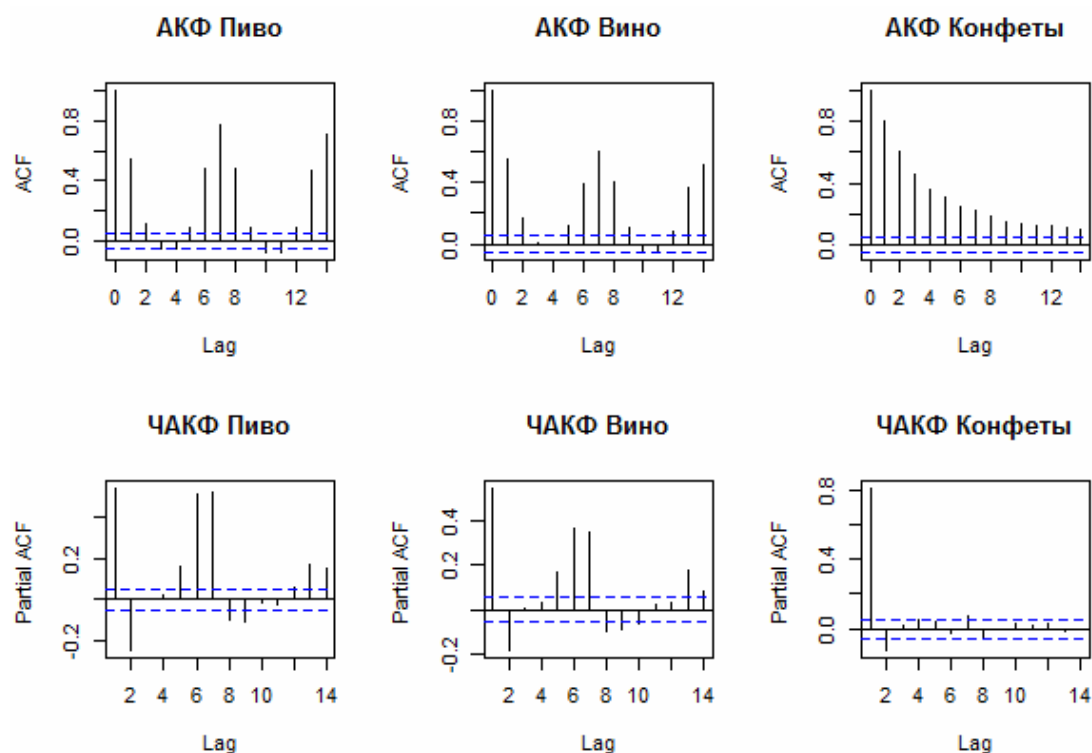 АКФ Пиво
АКФ Вино
АКФ Конфеты
ACF
0.0 0.4 0.8
0 2 4 6 8 12
Lag
ACF
0.0 0.4 0.8
0 2 4 6 8 12
Lag
ACF
0.0 0.4 0.8
0 2 4 6 8 12
Lag
ЧАКФ Пиво
ЧАКФ Вино
ЧАКФ Конфеты
Partial ACF
-0.2 0.2
2 4 6 8 10 14
Lag
Partial ACF
-0.2 0.2 0.4
2 4 6 8 10 14
Lag
Partial ACF
0.0 0.4 0.8
2 4 6 8 10 14
Lag